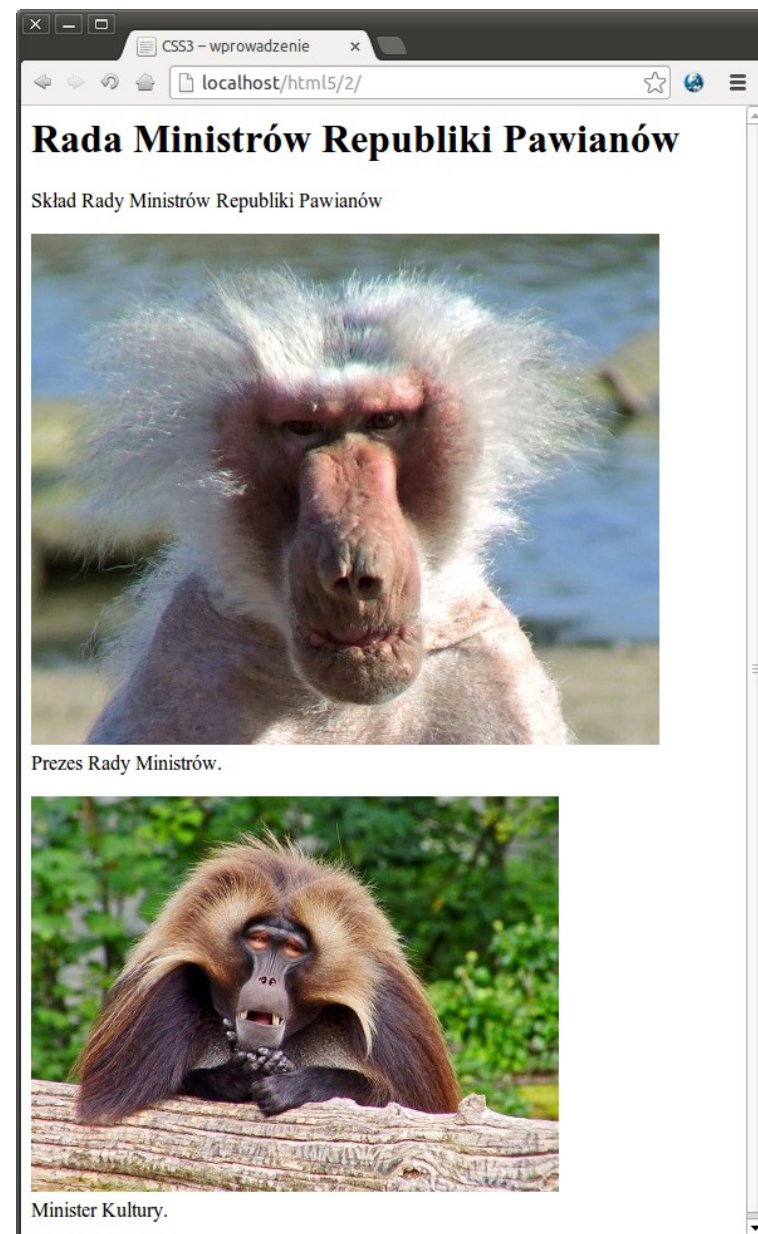 CSS3 – wprowadzenie
localhost/html5/2/
Rada Ministrów Republiki Pawianów
Skład Rady Ministrów Republiki Pawianów
Prezes Rady Ministrów.
Minister Kultury.